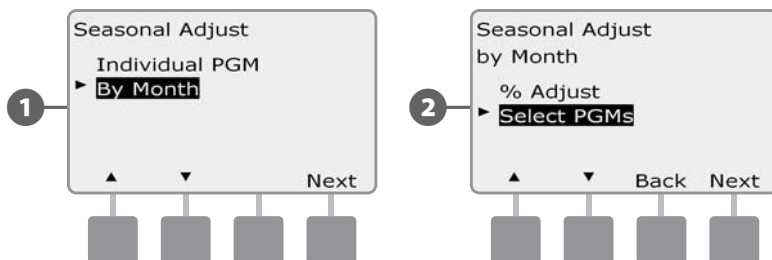 1
Seasonal Adjust
Individual PGM
► By Month
▲ ▼ Next
2
Seasonal Adjust
by Month
% Adjust
► Select PGMs
▲ ▼ Back Next